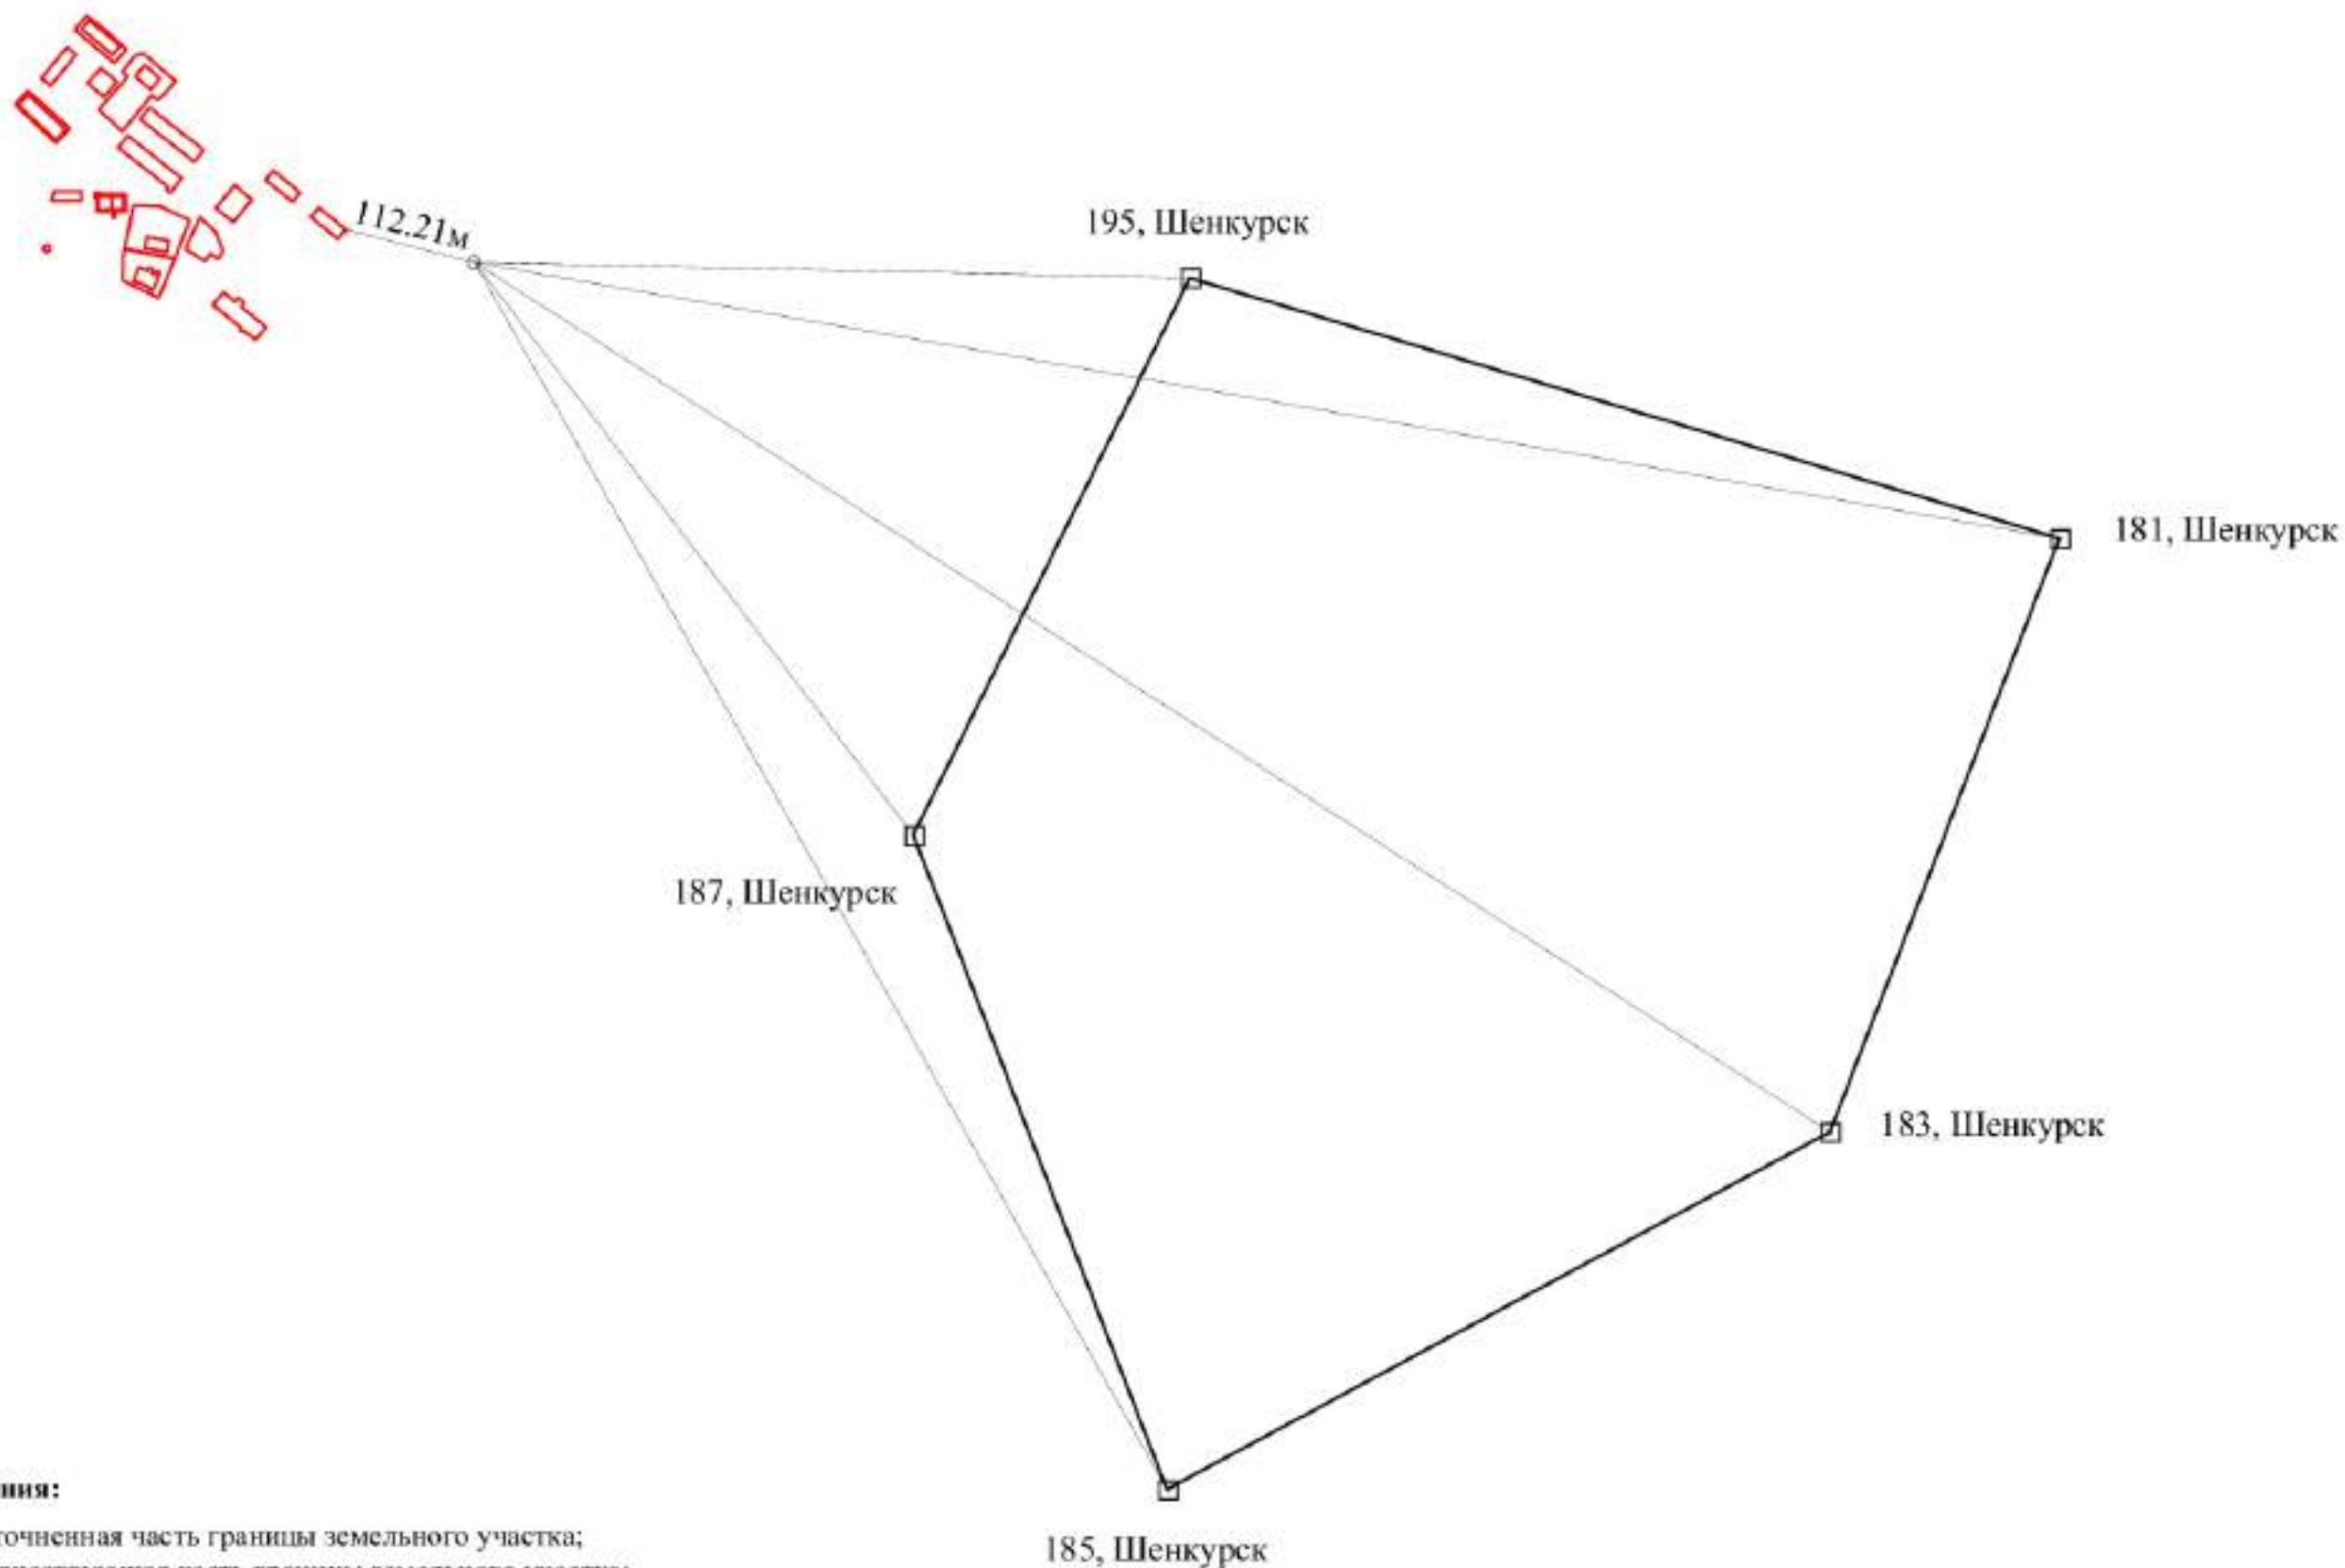 112.21м
195, Шенкурск
181, Шенкурск
187, Шенкурск
183, Шенкурск
ния:
точненная часть границы земельного участка;
185, Шенкурск